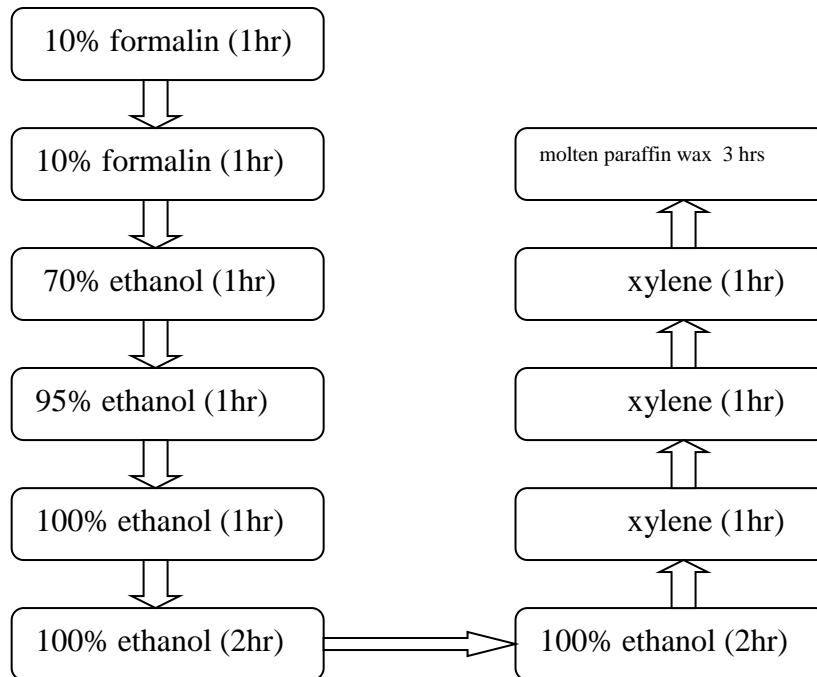 10% formalin (1hr)
10% formalin (1hr)
70% ethanol (1hr)
95% ethanol (1hr)
100% ethanol (1hr)
100% ethanol (2hr)
100% ethanol (2hr)
xylene (1hr)
xylene (1hr)
xylene (1hr)
molten paraffin wax 3 hrs